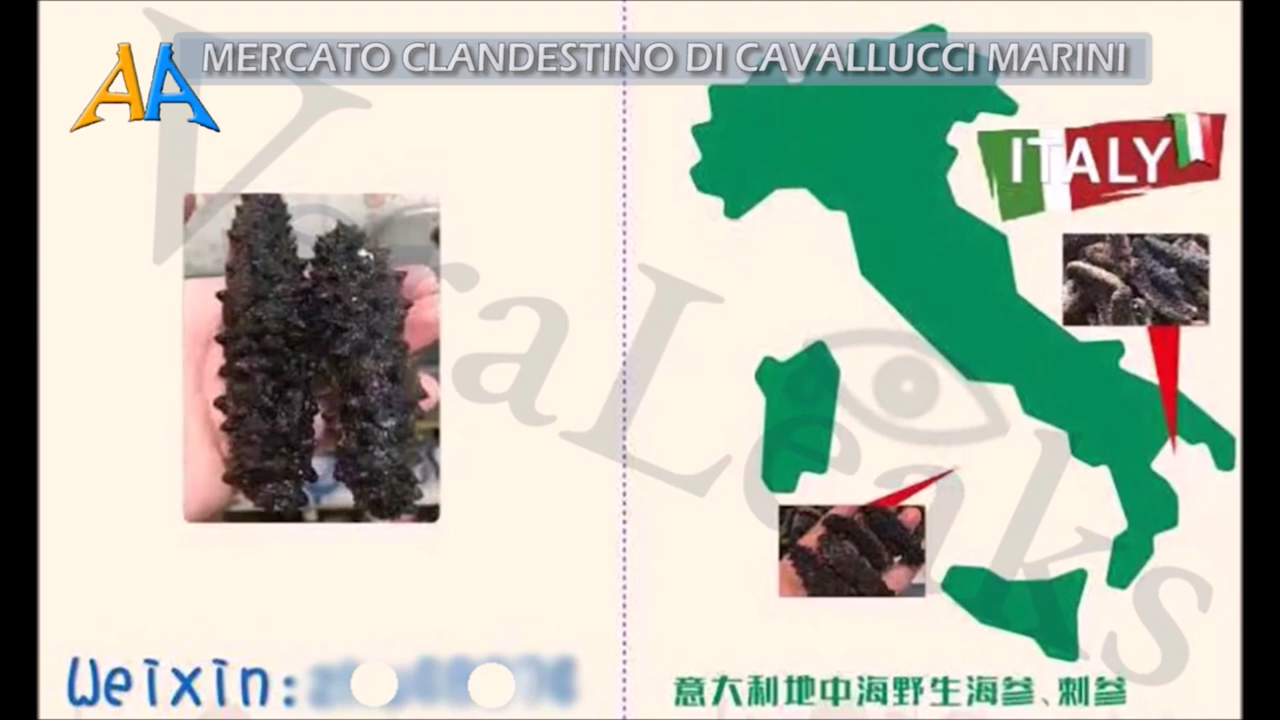 AA MERCATO CLANDESTINO DI CAVALLUCCI MARINI
ITALY
VeraLeaks
Weixin:
意大利地中海野生海参、刺参